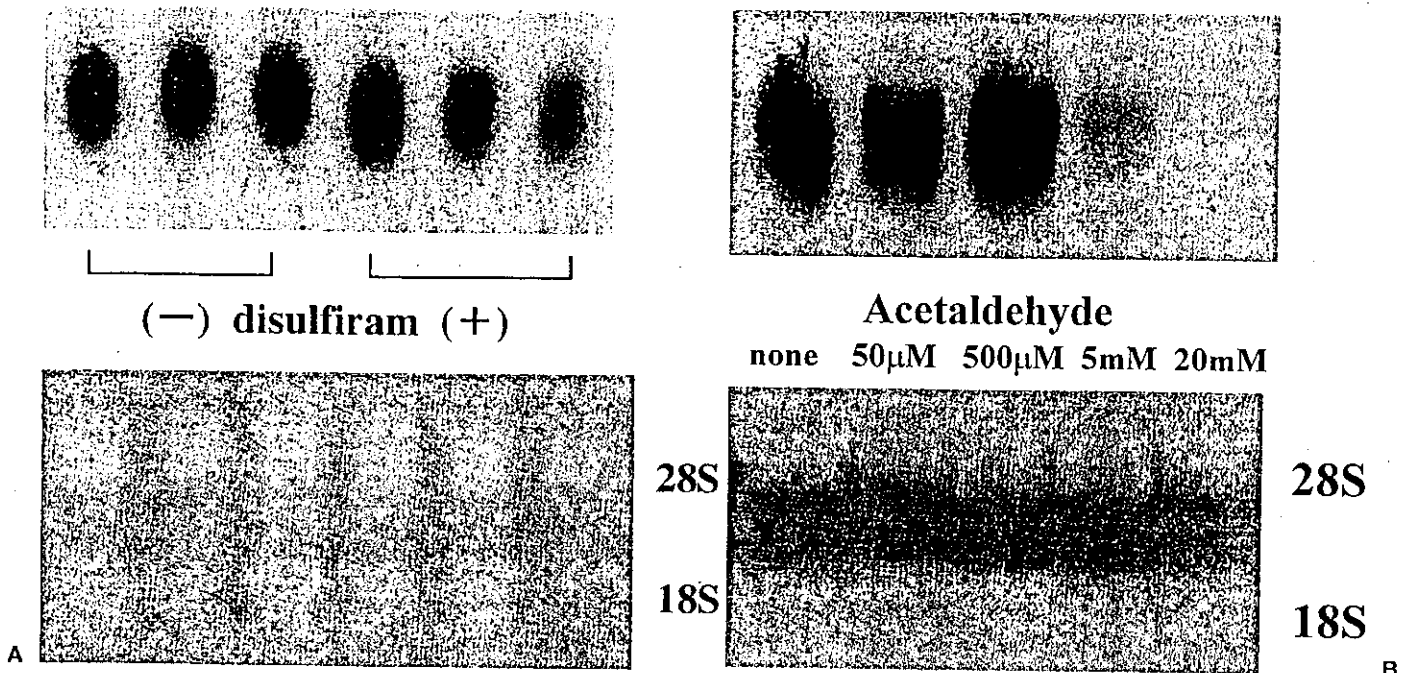 (−) disulfiram (+)
Acetaldehyde
none 50μM 500μM 5mM 20mM
28S
18S
28S
18S
A
B